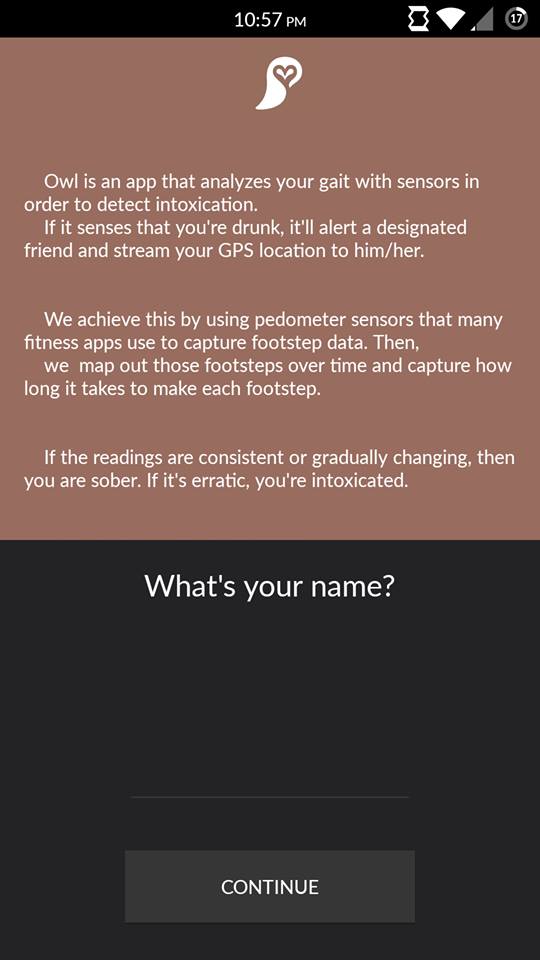 10:57 PM
17
Owl is an app that analyzes your gait with sensors in
order to detect intoxication.
If it senses that you're drunk, it'll alert a designated
friend and stream your GPS location to him/her.
We achieve this by using pedometer sensors that many
fitness apps use to capture footstep data. Then,
we  map out those footsteps over time and capture how
long it takes to make each footstep.
If the readings are consistent or gradually changing, then
you are sober. If it's erratic, you're intoxicated.
What's your name?
CONTINUE